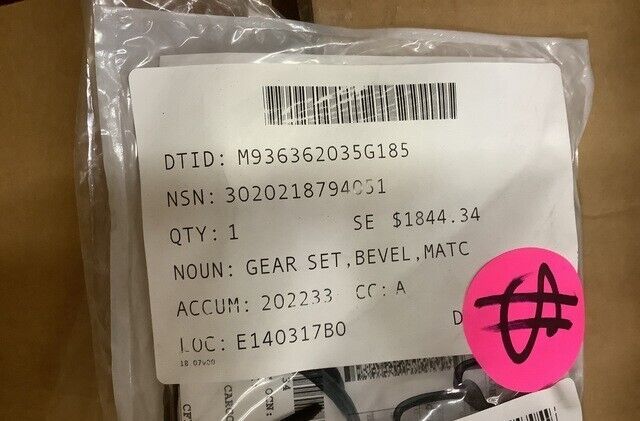 DTID: M936362035G185
NSN: 3020218794051
QTY: 1 SE $1844.34
NOUN: GEAR SET,BEVEL,MATC
ACCUM: 202233 CC: A
LOC: E140317B0 D